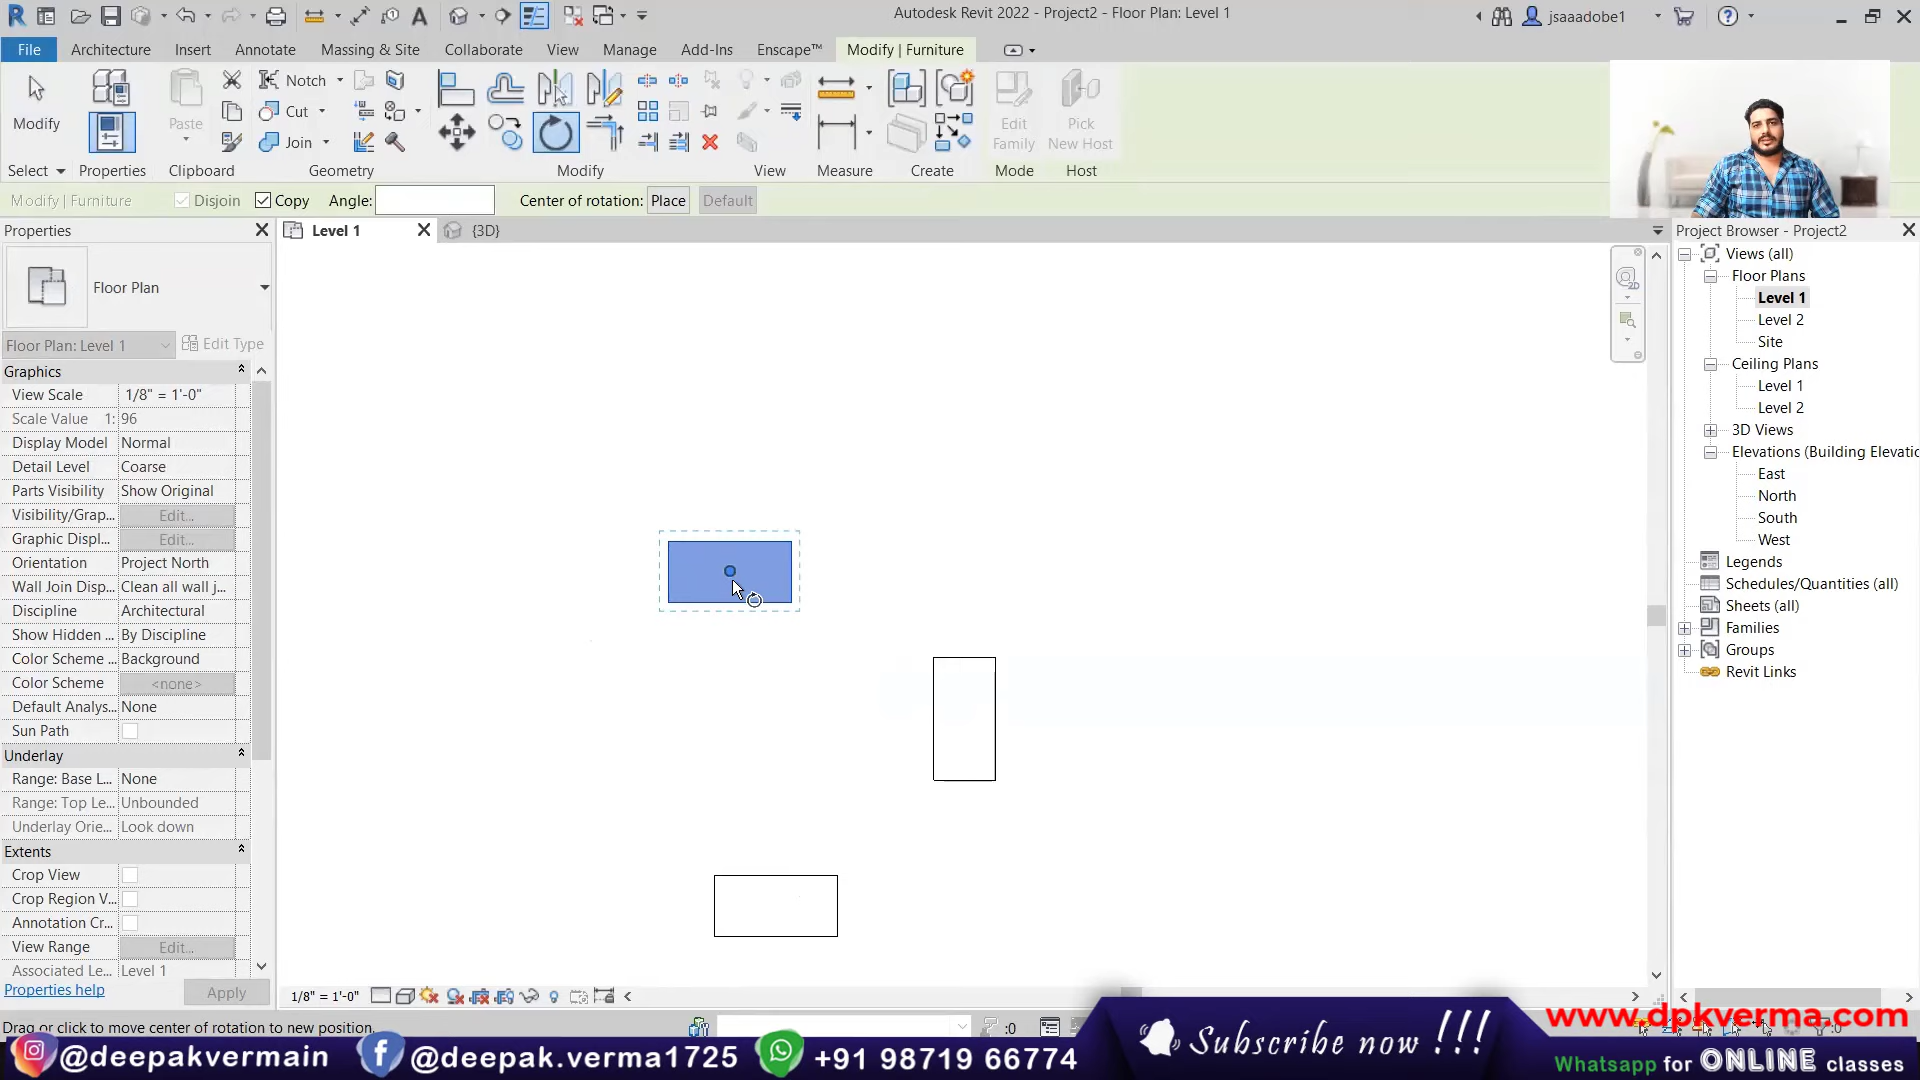 Autodesk Revit 2022 - Project2 - Floor Plan: Level 1
jsaaadobe1
File Architecture Insert Annotate Massing & Site Collaborate View Manage Add-Ins Enscape™ Modify | Furniture
Modify
Paste
Notch
Cut
Join
Edit Family
Pick New Host
Select Properties Clipboard Geometry Modify View Measure Create Mode Host
Modify | Furniture Disjoin Copy Angle: Center of rotation: Place Default
Properties
Level 1
{3D}
Project Browser - Project2
Floor Plan
Floor Plan: Level 1 Edit Type
Graphics
View Scale 1/8" = 1'-0"
Scale Value 1: 96
Display Model Normal
Detail Level Coarse
Parts Visibility Show Original
Visibility/Grap... Edit...
Graphic Displ... Edit...
Orientation Project North
Wall Join Disp... Clean all wall j...
Discipline Architectural
Show Hidden ... By Discipline
Color Scheme ... Background
Color Scheme <none>
Default Analys... None
Sun Path
Underlay
Range: Base L... None
Range: Top Le... Unbounded
Underlay Orie... Look down
Extents
Crop View
Crop Region V...
Annotation Cr...
View Range Edit...
Associated Le... Level 1
Properties help Apply
Views (all)
Floor Plans
Level 1
Level 2
Site
Ceiling Plans
Level 1
Level 2
3D Views
Elevations (Building Elevatio
East
North
South
West
Legends
Schedules/Quantities (all)
Sheets (all)
Families
Groups
Revit Links
2D
1/8" = 1'-0"
Drag or click to move center of rotation to new position.
:0
:0
@deepakvermain @deepak.verma1725 +91 98719 66774
Subscribe now !!!
www.dpkverma.com
Whatsapp for ONLINE classes